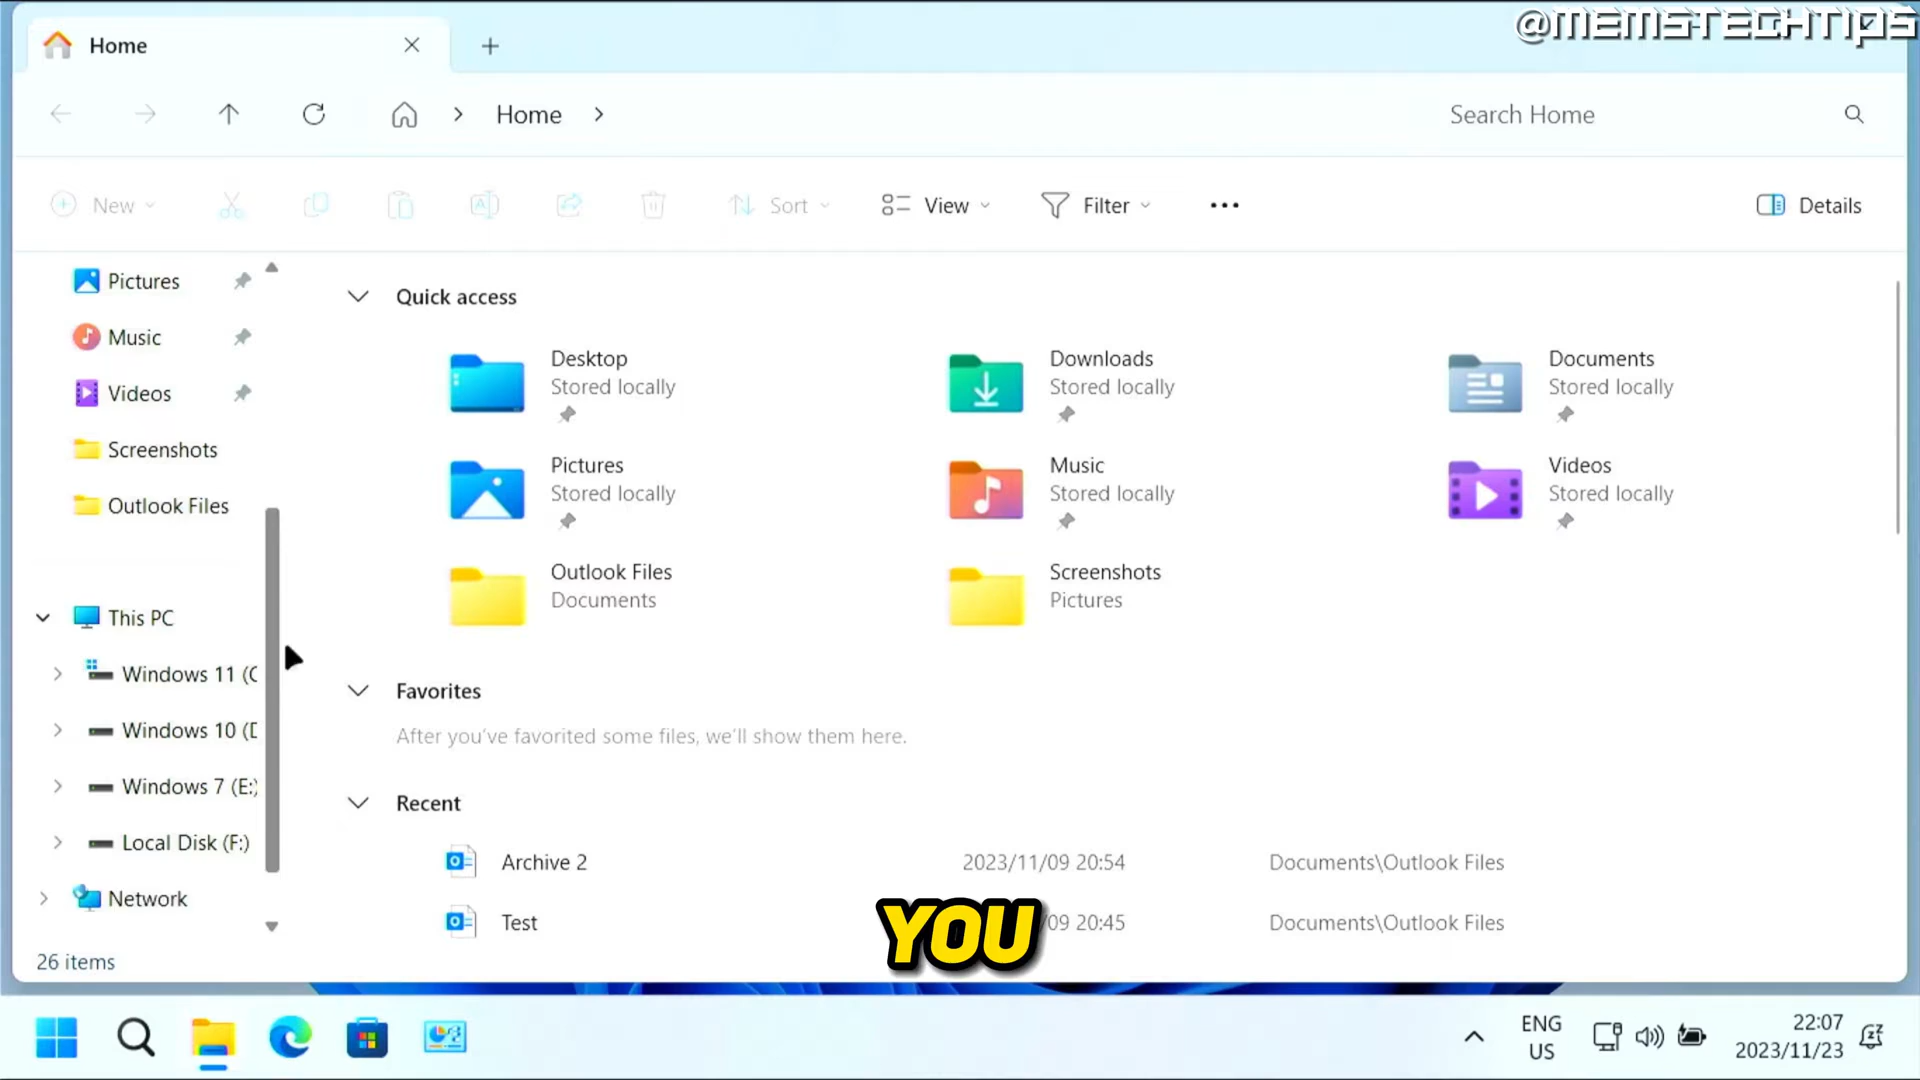 @MEMSTECHTIPS
Home
Home
Search Home
New
Sort
View
Filter
Details
Pictures
Music
Videos
Screenshots
Outlook Files
This PC
Windows 11 (C
Windows 10 (D
Windows 7 (E:)
Local Disk (F:)
Network
26 items
Quick access
Desktop
Stored locally
Downloads
Stored locally
Documents
Stored locally
Pictures
Stored locally
Music
Stored locally
Videos
Stored locally
Outlook Files
Documents
Screenshots
Pictures
Favorites
After you've favorited some files, we'll show them here.
Recent
Archive 2 2023/11/09 20:54 Documents\Outlook Files
Test /09 20:45 Documents\Outlook Files
YOU
ENG
US
22:07
2023/11/23